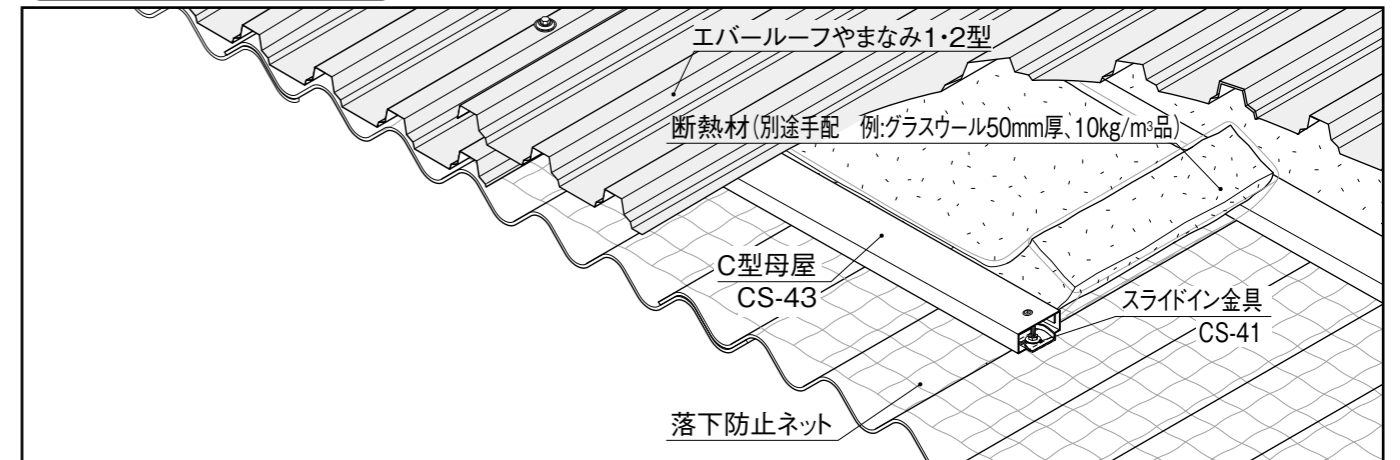 エバールーフやまなみ1・2型
断熱材(別途手配　例:グラスウール50mm厚、10kg/m³品)
C型母屋
CS-43
スライドイン金具
CS-41
落下防止ネット